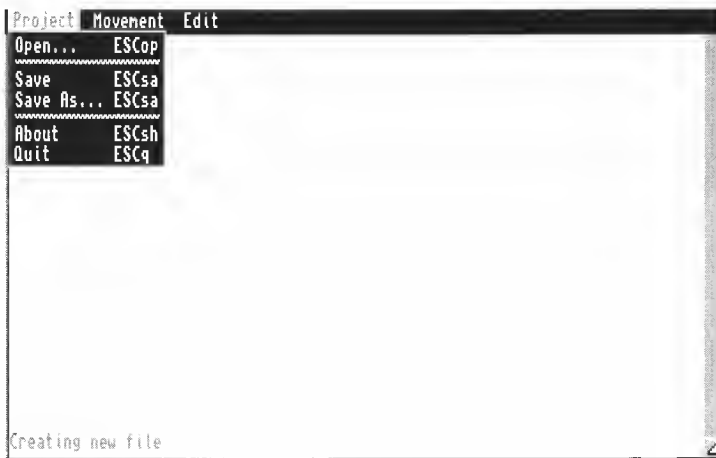 Project Movement Edit
Open... ESCop
Save ESCsa
Save As... ESCsa
About ESCsh
Quit ESCq
Creating new file